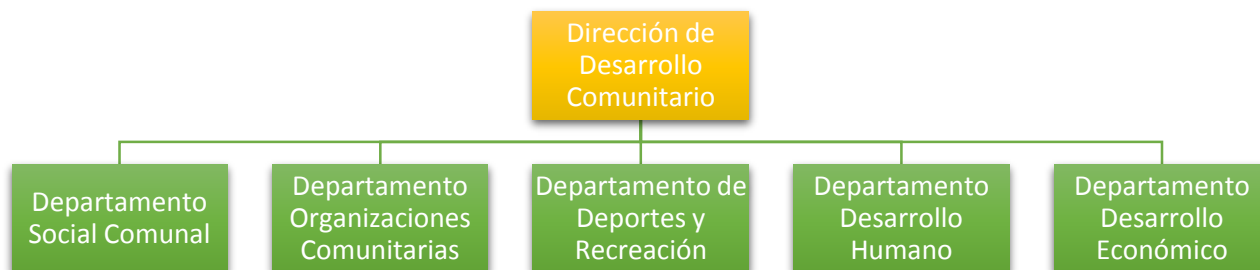 Dirección de
Desarrollo
Comunitario
Departamento
Social Comunal
Departamento
Organizaciones
Comunitarias
Departamento de
Deportes y
Recreación
Departamento
Desarrollo
Humano
Departamento
Desarrollo
Económico